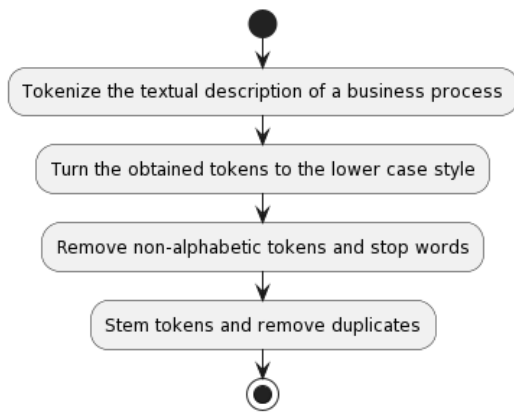 Tokenize the textual description of a business process
Turn the obtained tokens to the lower case style
Remove non-alphabetic tokens and stop words
Stem tokens and remove duplicates